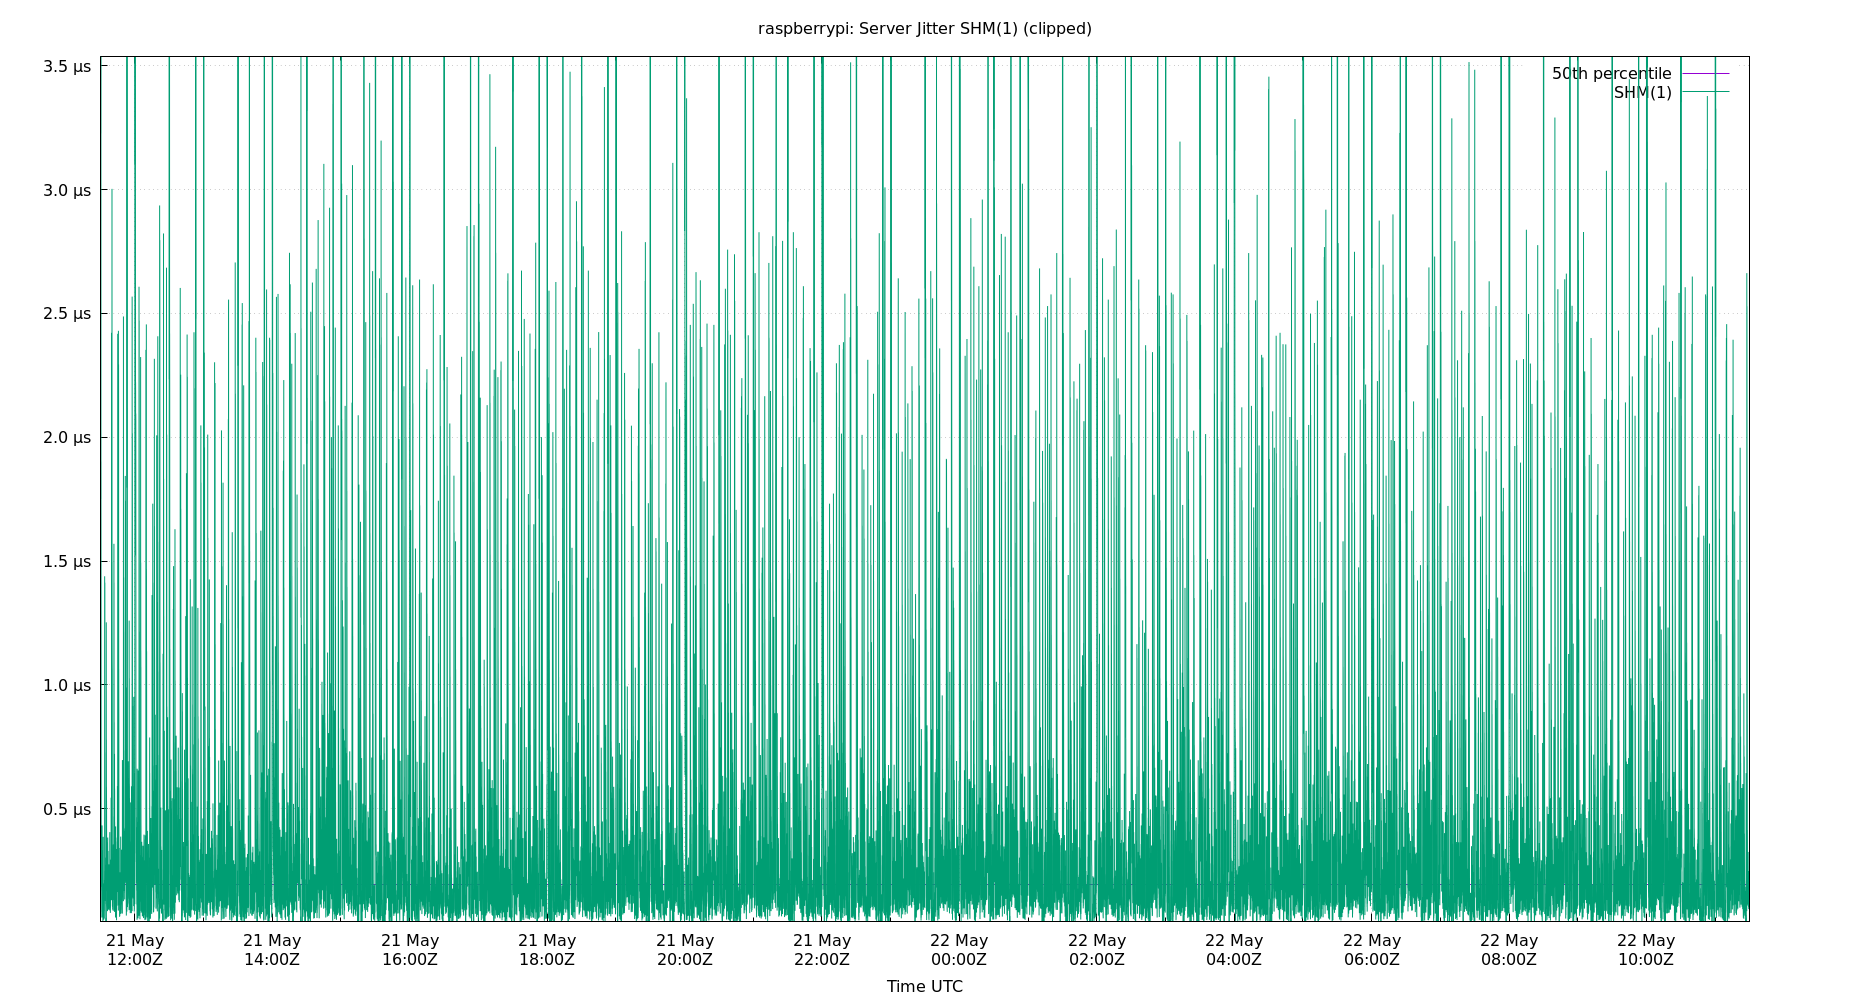 raspberrypi: Server Jitter SHM(1) (clipped)
3.5 μs
50th percentile
SHM(1)
3.0 μs
2.5 μs
2.0 μs
1.5 μs
1.0 μs
0.5 μs
21 May 21 May 21 May 21 May 21 May 21 May 22 May 22 May 22 May 22 May 22 May 22 May
12:00Z 14:00Z 16:00Z 18:00Z 20:00Z 22:00Z 00:00Z 02:00Z 04:00Z 06:00Z 08:00Z 10:00Z
Time UTC